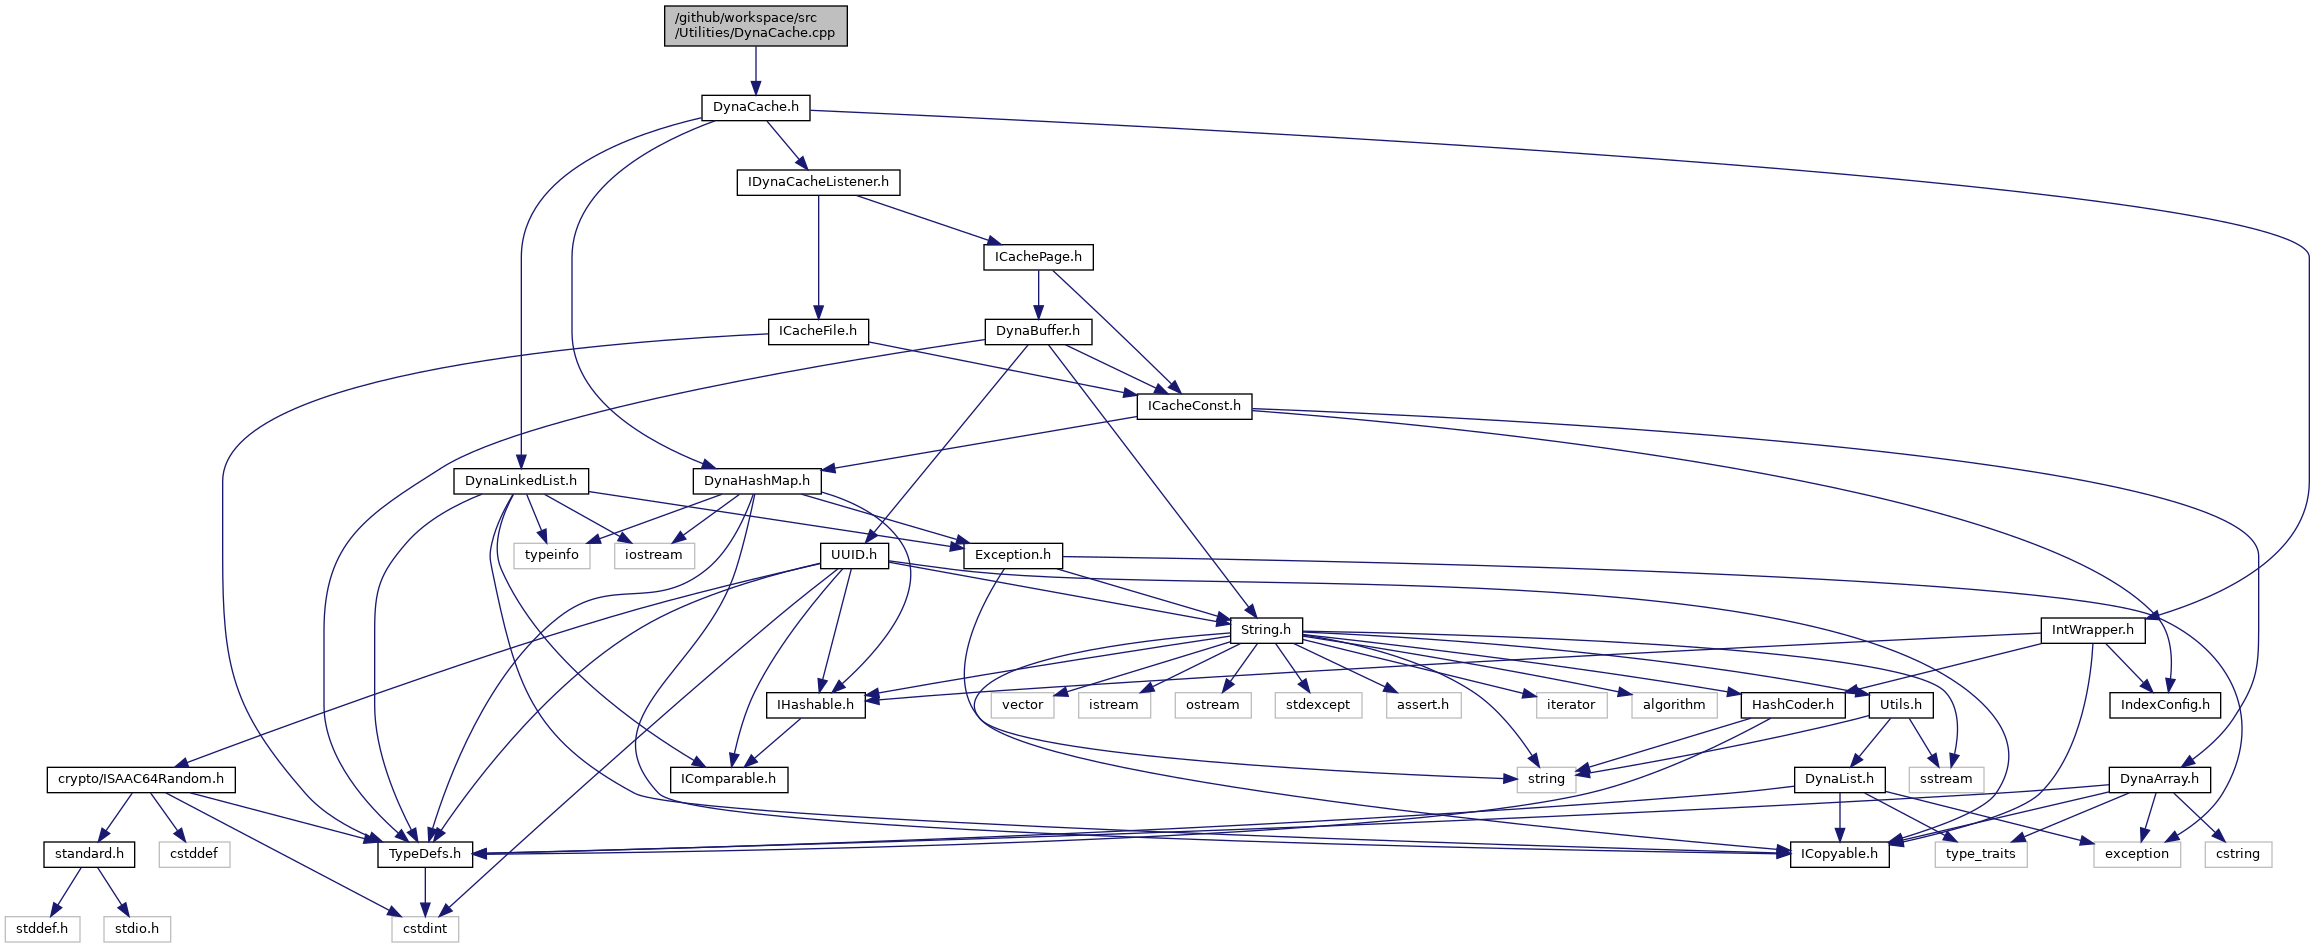 /github/workspace/src
/Utilities/DynaCache.cpp
DynaCache.h
IDynaCacheListener.h
ICachePage.h
ICacheFile.h
DynaBuffer.h
ICacheConst.h
DynaLinkedList.h
DynaHashMap.h
typeinfo
iostream
UUID.h
Exception.h
String.h
IntWrapper.h
IHashable.h
vector
istream
ostream
stdexcept
assert.h
iterator
algorithm
HashCoder.h
Utils.h
IndexConfig.h
crypto/ISAAC64Random.h
IComparable.h
string
DynaList.h
sstream
DynaArray.h
standard.h
cstddef
TypeDefs.h
ICopyable.h
type_traits
exception
cstring
stddef.h
stdio.h
cstdint